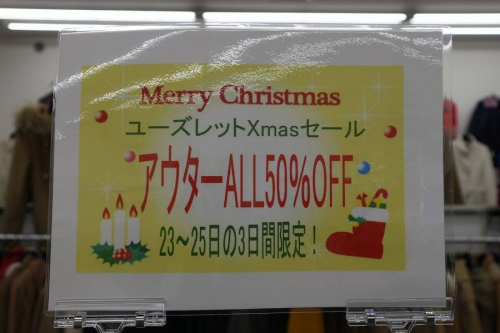 Merry Christmas
ユーズレットXmasセール
アウターALL50%OFF
23～25日の3日間限定！